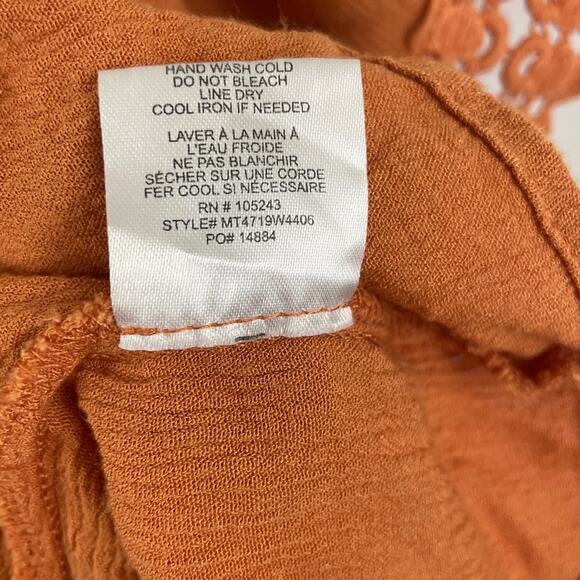 HAND WASH COLD
DO NOT BLEACH
LINE DRY
COOL IRON IF NEEDED
LAVER À LA MAIN À
L'EAU FROIDE
NE PAS BLANCHIR
SÉCHER SUR UNE CORDE
FER COOL SI NÉCESSAIRE
RN # 105243
STYLE# MT4719W4406
PO# 14884